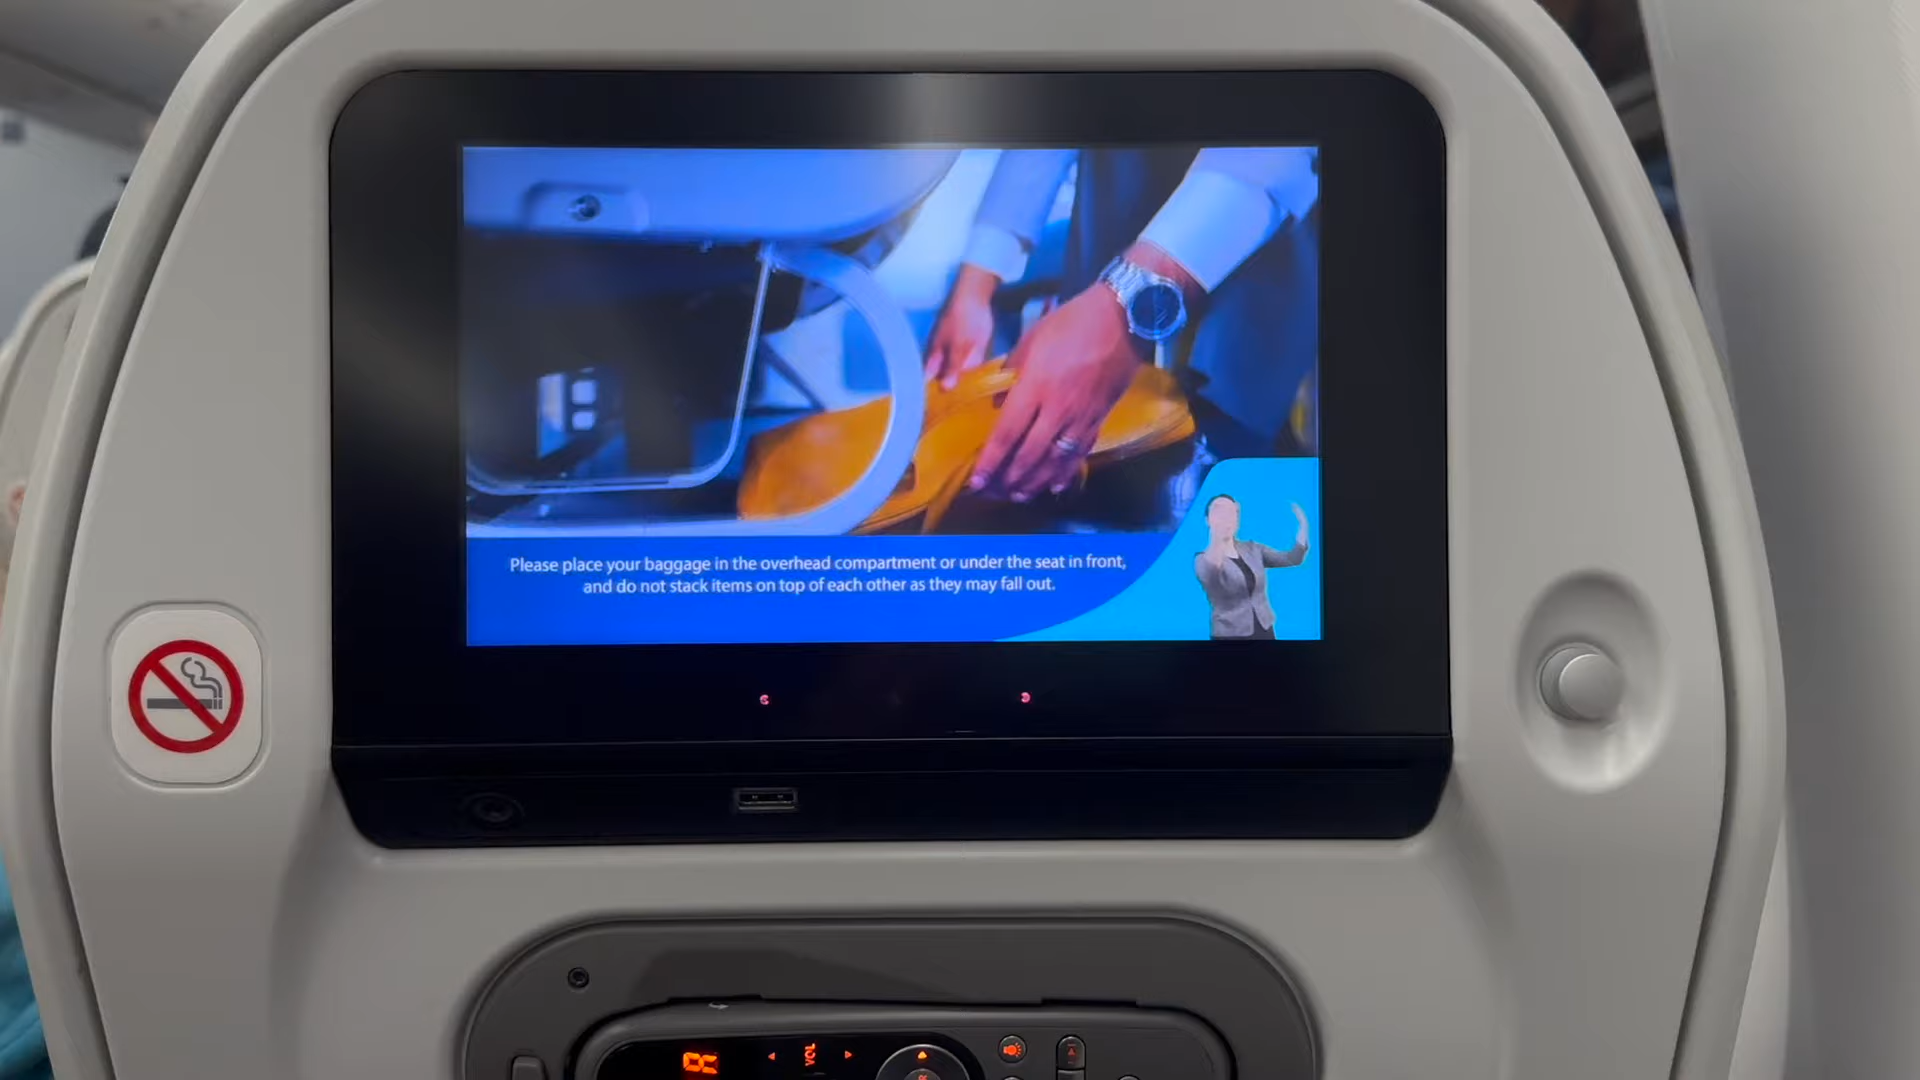 Please place your baggage in the overhead compartment or under the seat in front,
and do not stack items on top of each other as they may fall out.
VOL